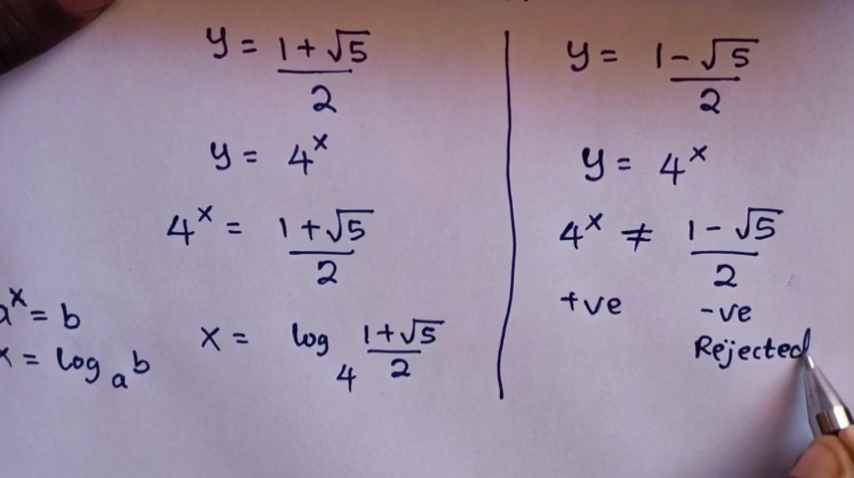 y = (1 + √5)/2
y = 4^x
4^x = (1 + √5)/2
a^x = b
x = log_a b
x = log_4 (1+√5)/2
y = (1 - √5)/2
y = 4^x
4^x ≠ (1 - √5)/2
+ve -ve
Rejected